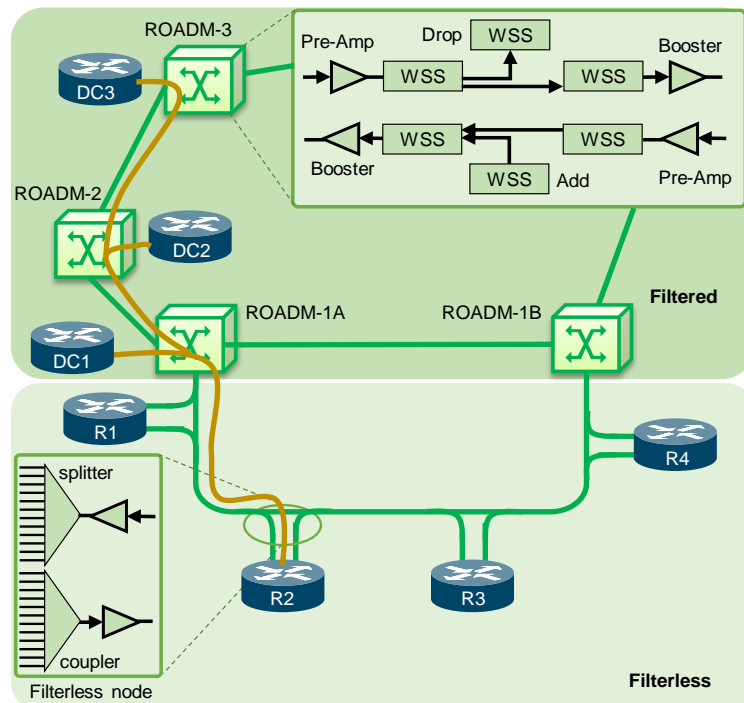 ROADM-3
Pre-Amp
Drop
WSS
Booster
WSS
WSS
DC3
WSS
WSS
Booster
WSS
Add
Pre-Amp
ROADM-2
DC2
ROADM-1A
ROADM-1B
Filtered
DC1
R1
R4
splitter
R2
R3
coupler
Filterless node
Filterless